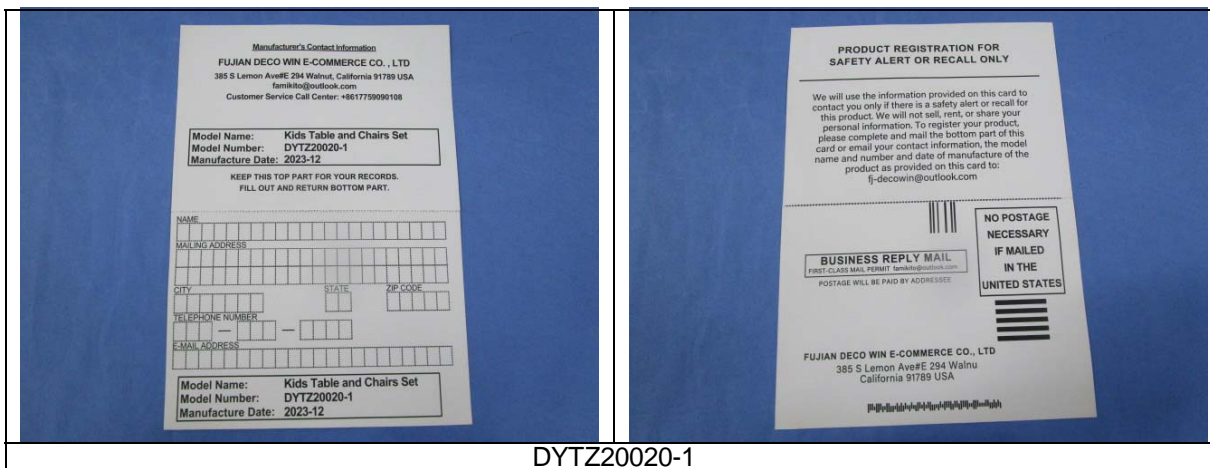 Manufacturer's Contact Information
FUJIAN DECO WIN E-COMMERCE CO. , LTD
385 S Lemon Ave#E 294 Walnut, California 91789 USA
famikito@outlook.com
Customer Service Call Center: +8617759090108
Model Name: Kids Table and Chairs Set
Model Number: DYTZ20020-1
Manufacture Date: 2023-12
KEEP THIS TOP PART FOR YOUR RECORDS.
FILL OUT AND RETURN BOTTOM PART.
NAME
MAILING ADDRESS
CITY STATE ZIP CODE
TELEPHONE NUMBER
E-MAIL ADDRESS
Model Name: Kids Table and Chairs Set
Model Number: DYTZ20020-1
Manufacture Date: 2023-12
PRODUCT REGISTRATION FOR
SAFETY ALERT OR RECALL ONLY
We will use the information provided on this card to
contact you only if there is a safety alert or recall for
this product. We will not sell, rent, or share your
personal information. To register your product,
please complete and mail the bottom part of this
card or email your contact information, the model
name and number and date of manufacture of the
product as provided on this card to:
fj-decowin@outlook.com
NO POSTAGE
NECESSARY
IF MAILED
IN THE
UNITED STATES
BUSINESS REPLY MAIL
FIRST-CLASS MAIL PERMIT famikito@outlook.com
POSTAGE WILL BE PAID BY ADDRESSEE
FUJIAN DECO WIN E-COMMERCE CO., LTD
385 S Lemon Ave#E 294 Walnu
California 91789 USA
DYTZ20020-1